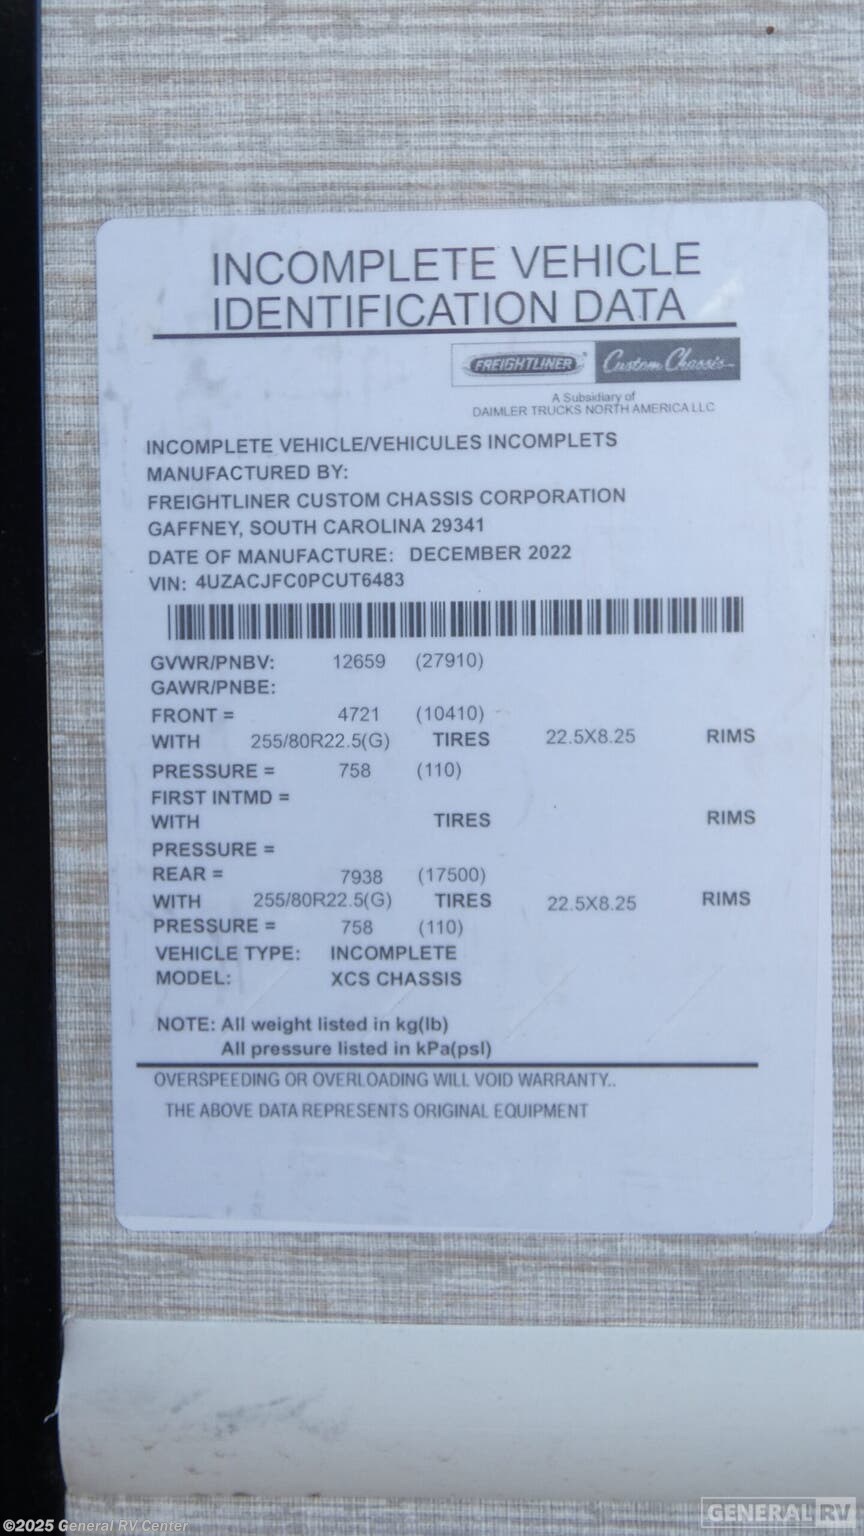 INCOMPLETE VEHICLE
IDENTIFICATION DATA
FREIGHTLINER Custom Chassis
A Subsidiary of
DAIMLER TRUCKS NORTH AMERICA LLC
INCOMPLETE VEHICLE/VEHICULES INCOMPLETS
MANUFACTURED BY:
FREIGHTLINER CUSTOM CHASSIS CORPORATION
GAFFNEY, SOUTH CAROLINA 29341
DATE OF MANUFACTURE: DECEMBER 2022
VIN: 4UZACJFC0PCUT6483
GVWR/PNBV: 12659 (27910)
GAWR/PNBE:
FRONT = 4721 (10410)
WITH 255/80R22.5(G) TIRES 22.5X8.25 RIMS
PRESSURE = 758 (110)
FIRST INTMD =
WITH TIRES RIMS
PRESSURE =
REAR = 7938 (17500)
WITH 255/80R22.5(G) TIRES 22.5X8.25 RIMS
PRESSURE = 758 (110)
VEHICLE TYPE: INCOMPLETE
MODEL: XCS CHASSIS
NOTE: All weight listed in kg(lb)
All pressure listed in kPa(psl)
OVERSPEEDING OR OVERLOADING WILL VOID WARRANTY..
THE ABOVE DATA REPRESENTS ORIGINAL EQUIPMENT
©2025 General RV Center
GENERAL RV